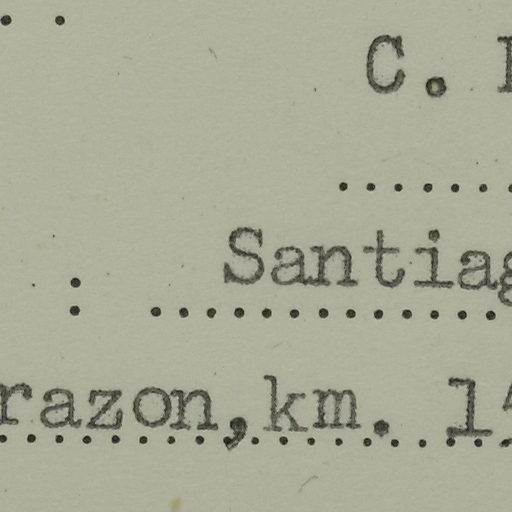 C.
Santiag
razon,km. 1